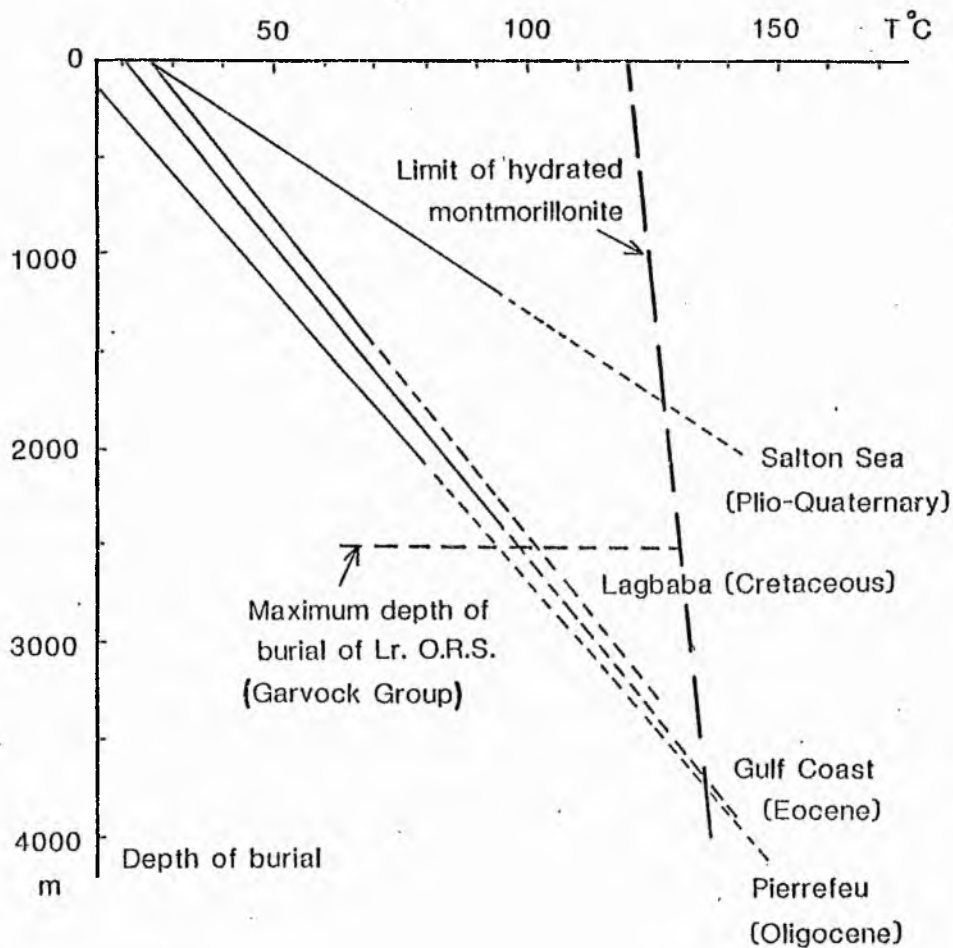 50 100 150 T°C
0
Limit of hydrated
montmorillonite
1000
2000
Salton Sea
(Plio-Quaternary)
Lagbaba (Cretaceous)
Maximum depth of
burial of Lr. O.R.S.
(Garvock Group)
3000
Gulf Coast
(Eocene)
4000
Depth of burial
m
Pierrefeu
(Oligocene)